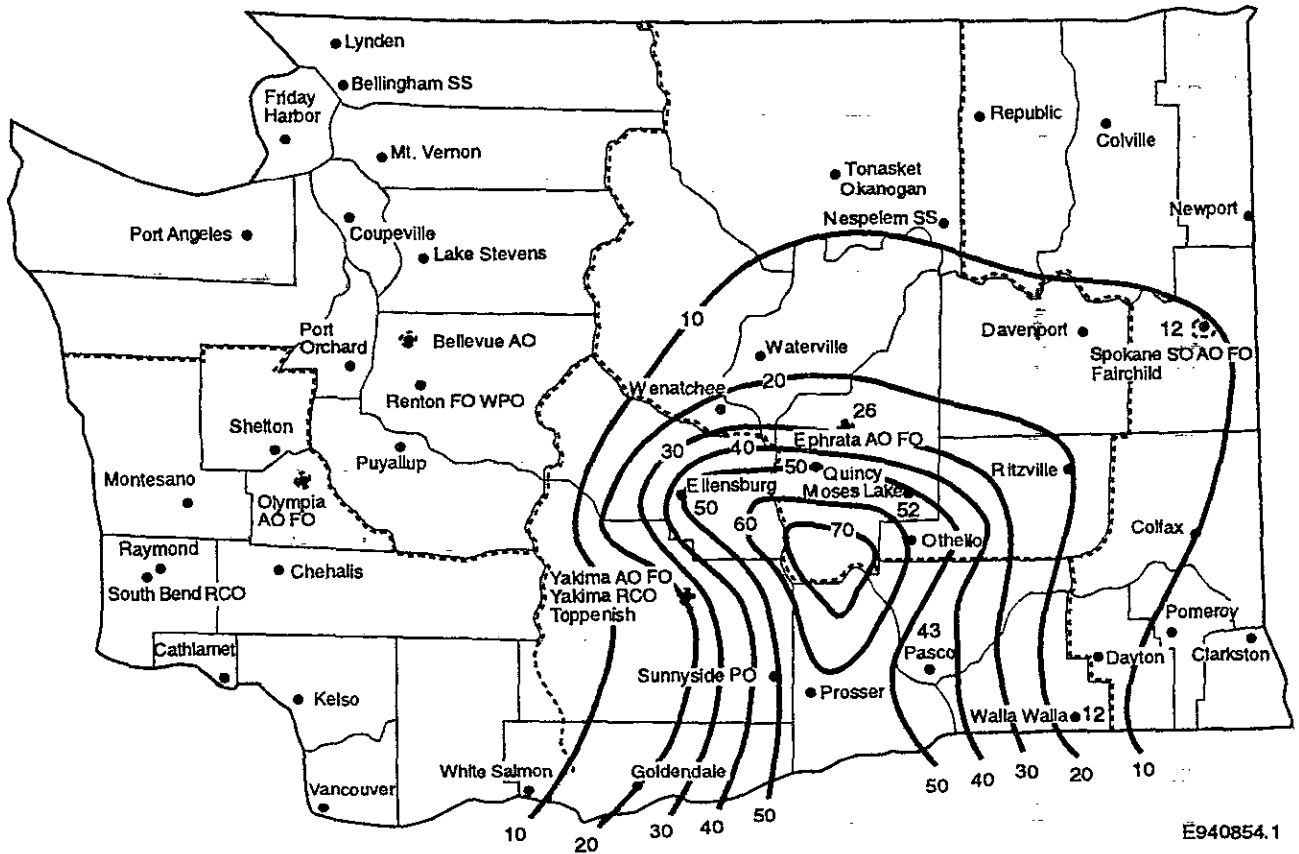 Lynden
Bellingham SS
Friday
Harbor
Mt. Vernon
Republic
Colville
Tonasket
Okanogan
Nespelem SS
Newport
Port Angeles
Coupeville
Lake Stevens
10
Port
Orchard
Bellevue AO
Renton FO WPO
Waterville
Davenport
12
Spokane SO AO FO
Fairchild
Wenatchee
20
26
Ephrata AO FO
Shelton
Puyallup
30
40
50
Quincy
Moses Lake
52
Ritzville
Montesano
Olympia
AO FO
Ellensburg
50
60
70
Othello
Colfax
Raymond
South Bend RCO
Chehalis
Yakima AO FO
Yakima RCO
Toppenish
43
Pasco
Pomeroy
Clarkston
Dayton
Cathlamet
Kelso
Sunnyside PO
Prosser
Walla Walla
12
White Salmon
Goldendale
Vancouver
10
20
30
40
50
50
40
30
20
10
E940854.1